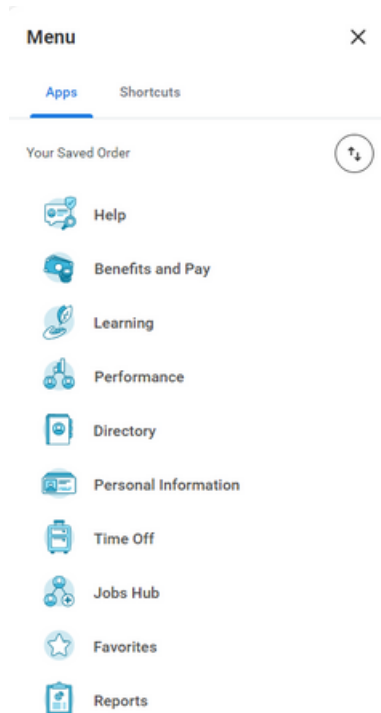 Menu
Apps
Shortcuts
Your Saved Order
Help
Benefits and Pay
Learning
Performance
Directory
Personal Information
Time Off
Jobs Hub
Favorites
Reports